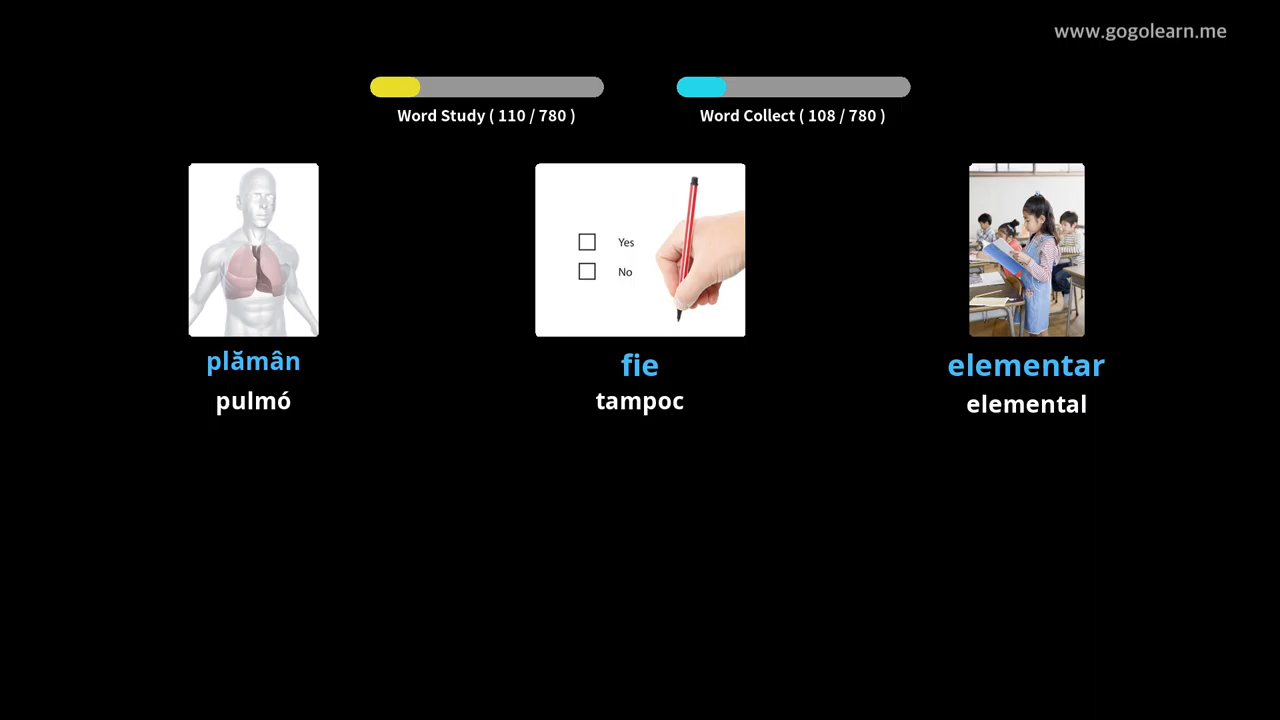 www.gogolearn.me
Word Study ( 110 / 780 )
Word Collect ( 108 / 780 )
Yes
No
plămân
fie
elementar
pulmó
tampoc
elemental